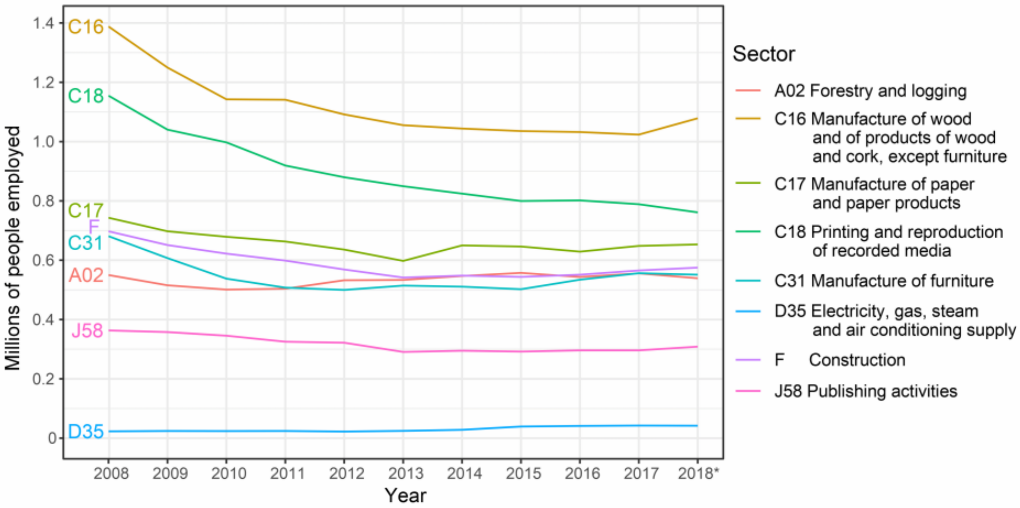 1.4
1.2
1.0
0.8
0.6
0.4
0.2
0
Millions of people employed
C16
C18
C17
F
C31
A02
J58
D35
2008 2009 2010 2011 2012 2013 2014 2015 2016 2017 2018*
Year
Sector
A02 Forestry and logging
C16 Manufacture of wood
and of products of wood
and cork, except furniture
C17 Manufacture of paper
and paper products
C18 Printing and reproduction
of recorded media
C31 Manufacture of furniture
D35 Electricity, gas, steam
and air conditioning supply
F Construction
J58 Publishing activities